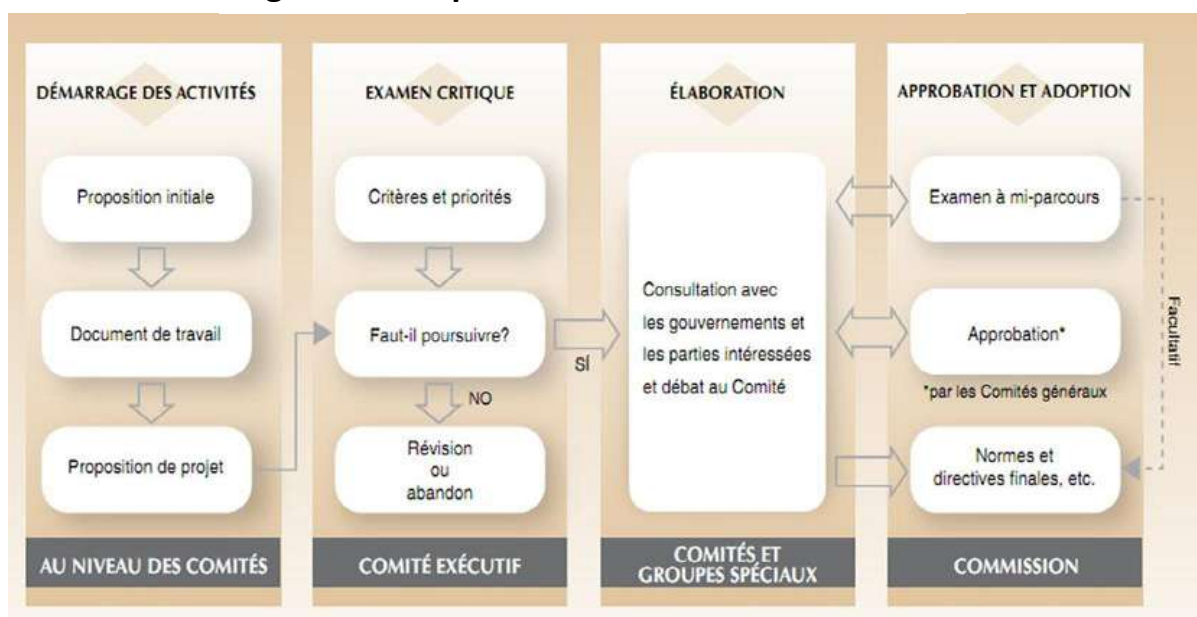 DÉMARRAGE DES ACTIVITÉS
Proposition initiale
Document de travail
Proposition de projet
AU NIVEAU DES COMITÉS
EXAMEN CRITIQUE
Critères et priorités
Faut-il poursuivre?
SÍ
NO
Révision
ou
abandon
COMITÉ EXÉCUTIF
ÉLABORATION
Consultation avec
les gouvernements et
les parties intéressées
et débat au Comité
COMITÉS ET
GROUPES SPÉCIAUX
APPROBATION ET ADOPTION
Examen à mi-parcours
Facultatif
Approbation*
*par les Comités généraux
Normes et
directives finales, etc.
COMMISSION